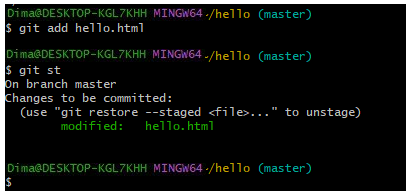 Dima@DESKTOP-KGL7KHH MINGW64 ~/hello (master)
$ git add hello.html
Dima@DESKTOP-KGL7KHH MINGW64 ~/hello (master)
$ git st
On branch master
Changes to be committed:
(use "git restore --staged <file>..." to unstage)
modified: hello.html
Dima@DESKTOP-KGL7KHH MINGW64 ~/hello (master)
$